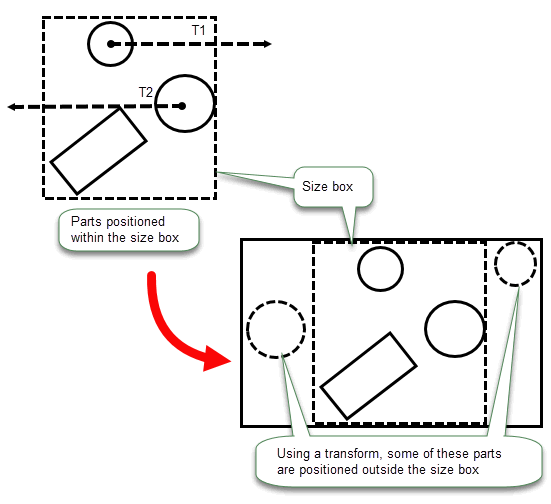 T1
T2
Size box
Parts positioned
within the size box
Using a transform, some of these parts
are positioned outside the size box